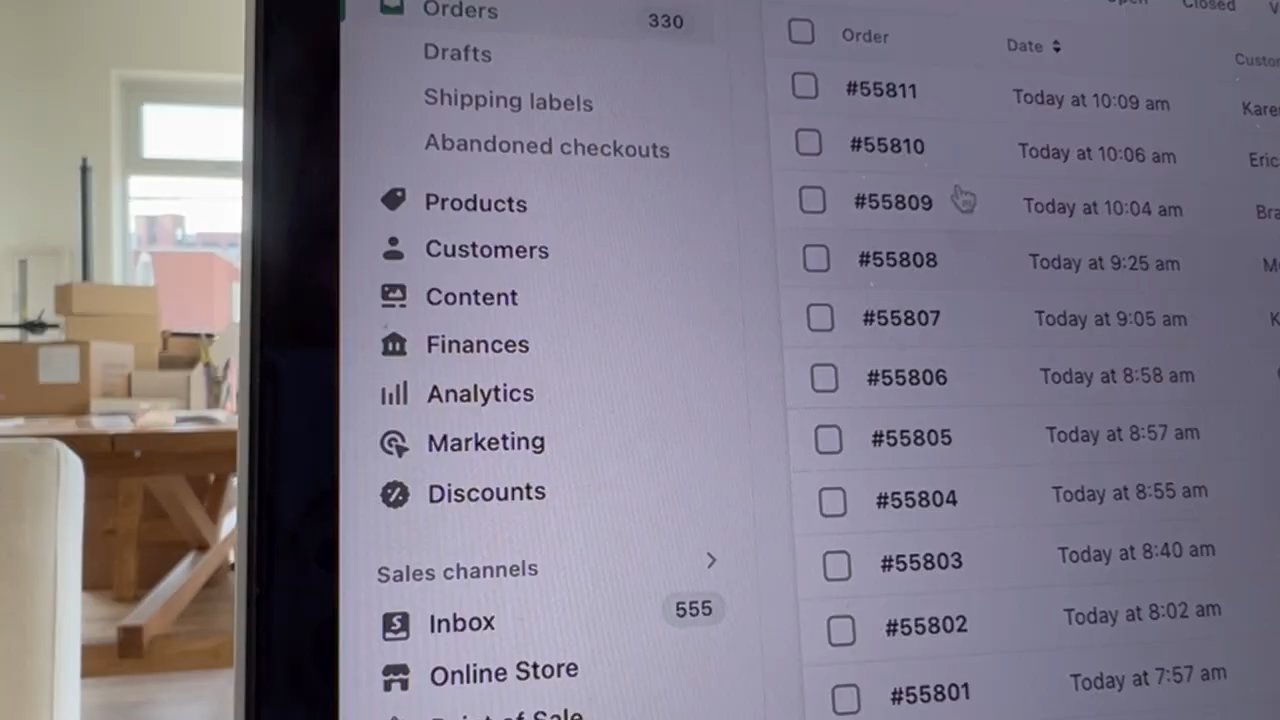 Orders 330
Drafts
Shipping labels
Abandoned checkouts
Products
Customers
Content
Finances
Analytics
Marketing
Discounts
Sales channels
Inbox 555
Online Store
Point of Sale
Closed
Order Date
#55811 Today at 10:09 am
#55810 Today at 10:06 am
#55809 Today at 10:04 am
#55808 Today at 9:25 am
#55807 Today at 9:05 am
#55806 Today at 8:58 am
#55805 Today at 8:57 am
#55804 Today at 8:55 am
#55803 Today at 8:40 am
#55802 Today at 8:02 am
#55801 Today at 7:57 am